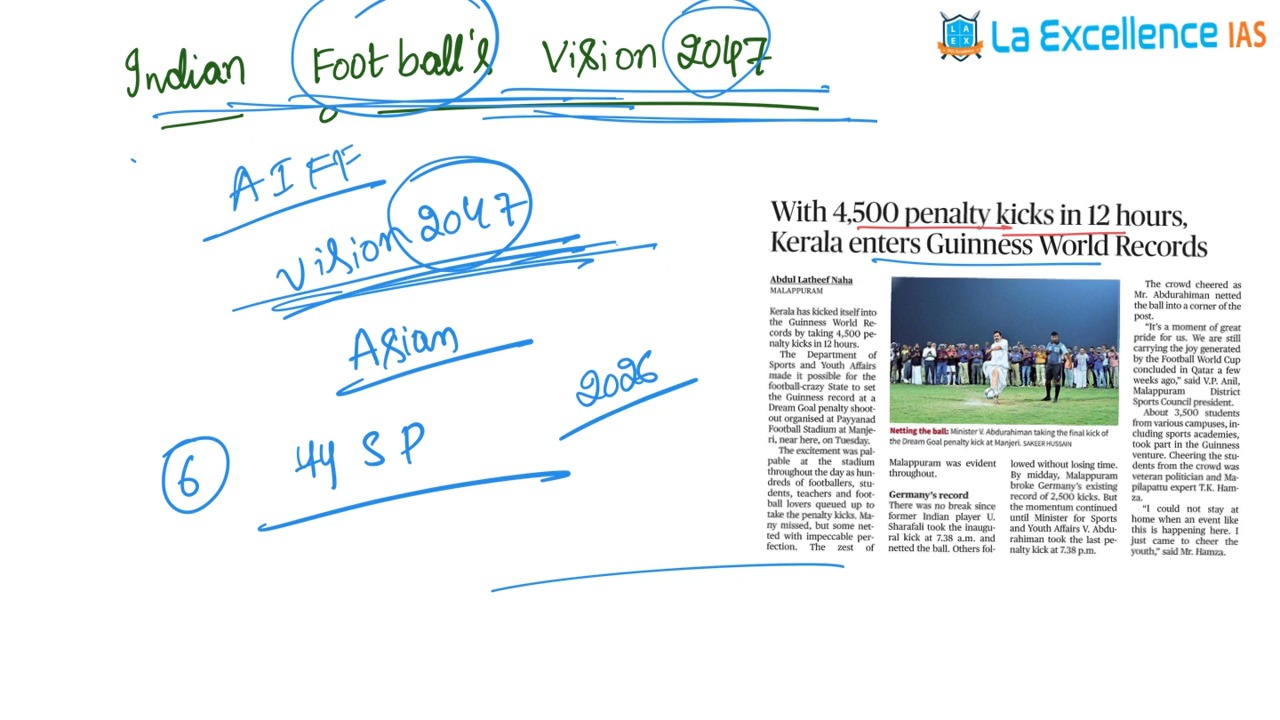 Indian Football's Vision 2047
La Excellence IAS
AIFF
Vision 2047
Asian
2026
6 4y S P
With 4,500 penalty kicks in 12 hours,
Kerala enters Guinness World Records
Abdul Latheef Naha
MALAPPURAM
Kerala has kicked itself into
the Guinness World Re-
cords by taking 4,500 pe-
nalty kicks in 12 hours.
The Department of
Sports and Youth Affairs
made it possible for the
football-crazy State to set
the Guinness record at a
Dream Goal penalty shoot-
out organised at Payyanad
Football Stadium at Manje-
ri, near here, on Tuesday.
The excitement was pal-
pable at the stadium
throughout the day as hun-
dreds of footballers, stu-
dents, teachers and foot-
ball lovers queued up to
take the penalty kicks. Ma-
ny missed, but some net-
ted with impeccable per-
fection. The zest of
Netting the ball: Minister V. Abdurahiman taking the final kick of
the Dream Goal penalty kick at Manjeri. SAKEER HUSSAIN
Malappuram was evident
throughout.
Germany's record
There was no break since
former Indian player U.
Sharafali took the inaugu-
ral kick at 7.38 a.m. and
netted the ball. Others fol-
lowed without losing time.
By midday, Malappuram
broke Germany's existing
record of 2,500 kicks. But
the momentum continued
until Minister for Sports
and Youth Affairs V. Abdu-
rahiman took the last pe-
nalty kick at 7.38 p.m.
The crowd cheered as
Mr. Abdurahiman netted
the ball into a corner of the
post.
"It's a moment of great
pride for us. We are still
carrying the joy generated
by the Football World Cup
concluded in Qatar a few
weeks ago," said V.P. Anil,
Malappuram District
Sports Council president.
About 3,500 students
from various campuses, in-
cluding sports academies,
took part in the Guinness
venture. Cheering the stu-
dents from the crowd was
veteran politician and Ma-
pilapattu expert T.K. Ham-
za.
"I could not stay at
home when an event like
this is happening here. I
just came to cheer the
youth," said Mr. Hamza.